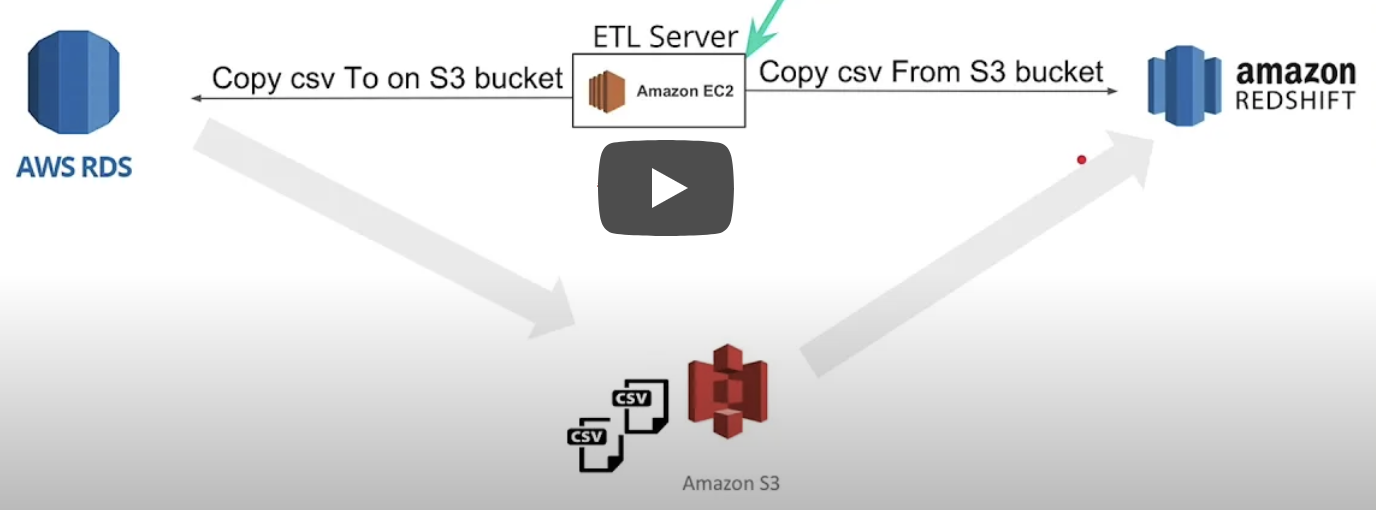 ETL Server
Copy csv To on S3 bucket
Amazon EC2
Copy csv From S3 bucket
amazon
REDSHIFT
AWS RDS
CSV
CSV
Amazon S3